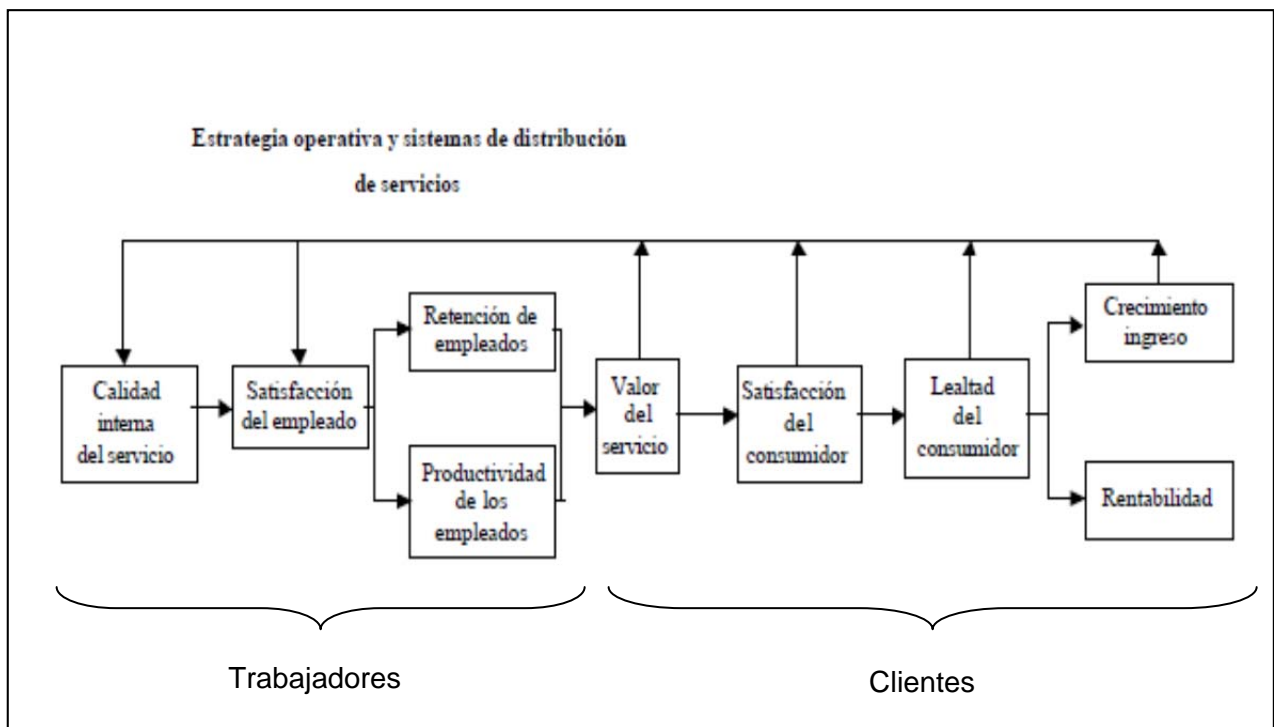 Estrategia operativa y sistemas de distribución
de servicios
Calidad
interna
del servicio
Satisfacción
del empleado
Retención de
empleados
Productividad
de los
empleados
Valor
del
servicio
Satisfacción
del
consumidor
Lealtad
del
consumidor
Crecimiento
ingreso
Rentabilidad
Trabajadores
Clientes